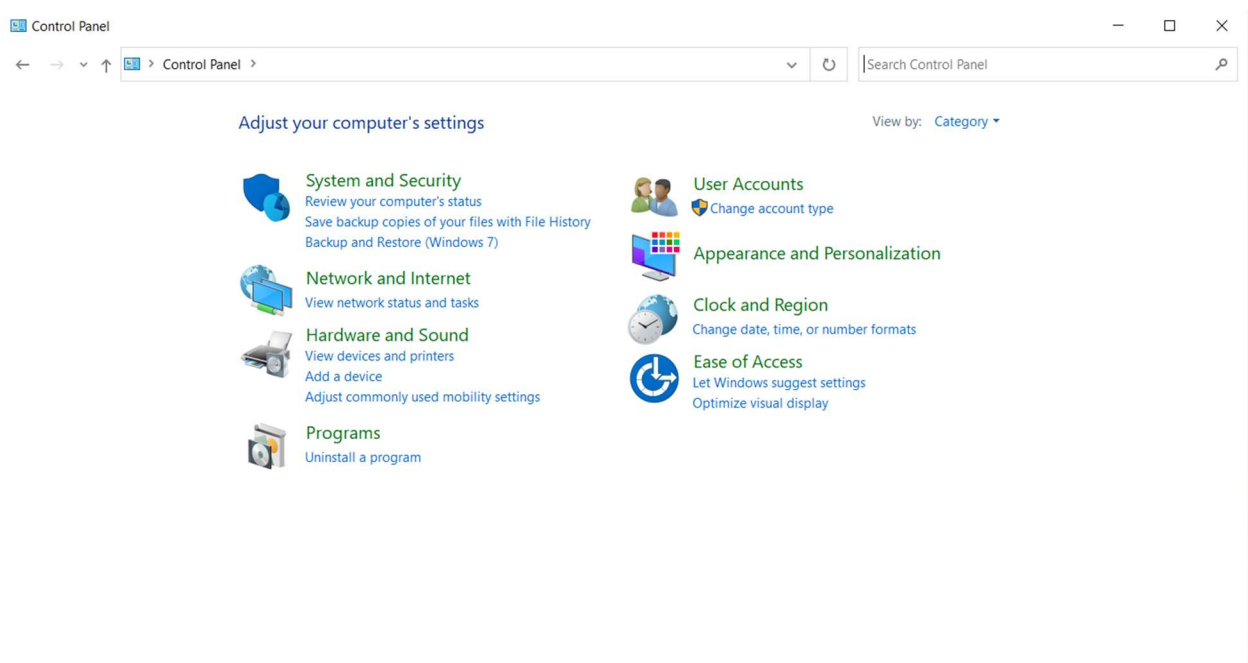 Control Panel
Control Panel
Search Control Panel
Adjust your computer's settings
View by: Category
System and Security
Review your computer's status
Save backup copies of your files with File History
Backup and Restore (Windows 7)
Network and Internet
View network status and tasks
Hardware and Sound
View devices and printers
Add a device
Adjust commonly used mobility settings
Programs
Uninstall a program
User Accounts
Change account type
Appearance and Personalization
Clock and Region
Change date, time, or number formats
Ease of Access
Let Windows suggest settings
Optimize visual display